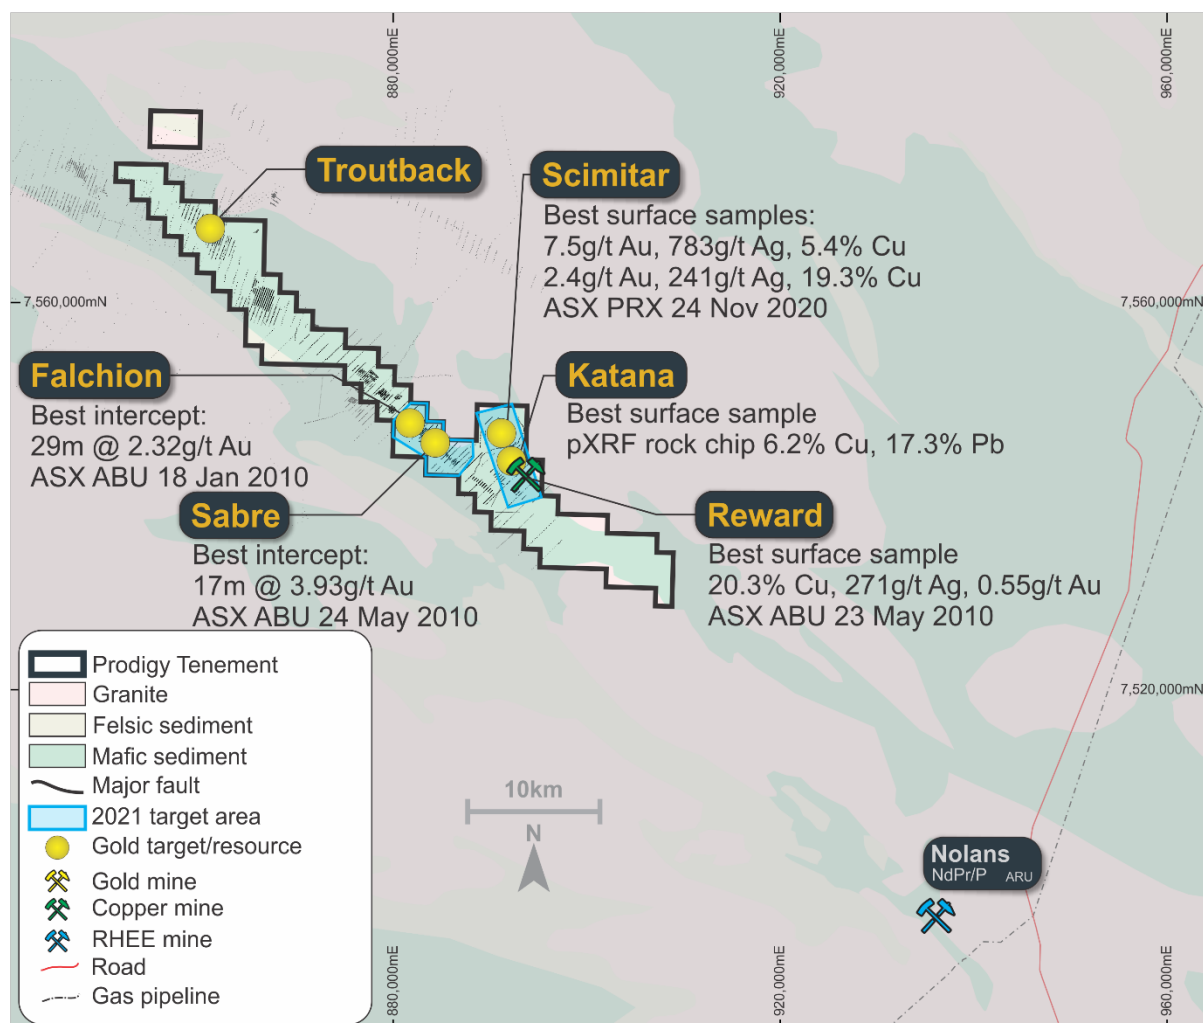 880,000mE
920,000mE
960,000mE
Troutback
Scimitar
Best surface samples:
7.5g/t Au, 783g/t Ag, 5.4% Cu
2.4g/t Au, 241g/t Ag, 19.3% Cu
ASX PRX 24 Nov 2020
7,560,000mN
7,560,000mN
Falchion
Best intercept:
29m @ 2.32g/t Au
ASX ABU 18 Jan 2010
Katana
Best surface sample
pXRF rock chip 6.2% Cu, 17.3% Pb
Sabre
Best intercept:
17m @ 3.93g/t Au
ASX ABU 24 May 2010
Reward
Best surface sample
20.3% Cu, 271g/t Ag, 0.55g/t Au
ASX ABU 23 May 2010
Prodigy Tenement
Granite
Felsic sediment
Mafic sediment
Major fault
2021 target area
Gold target/resource
Gold mine
Copper mine
RHEE mine
Road
Gas pipeline
7,520,000mN
10km
N
Nolans
NdPr/P ARU
880,000mE
920,000mE
960,000mE